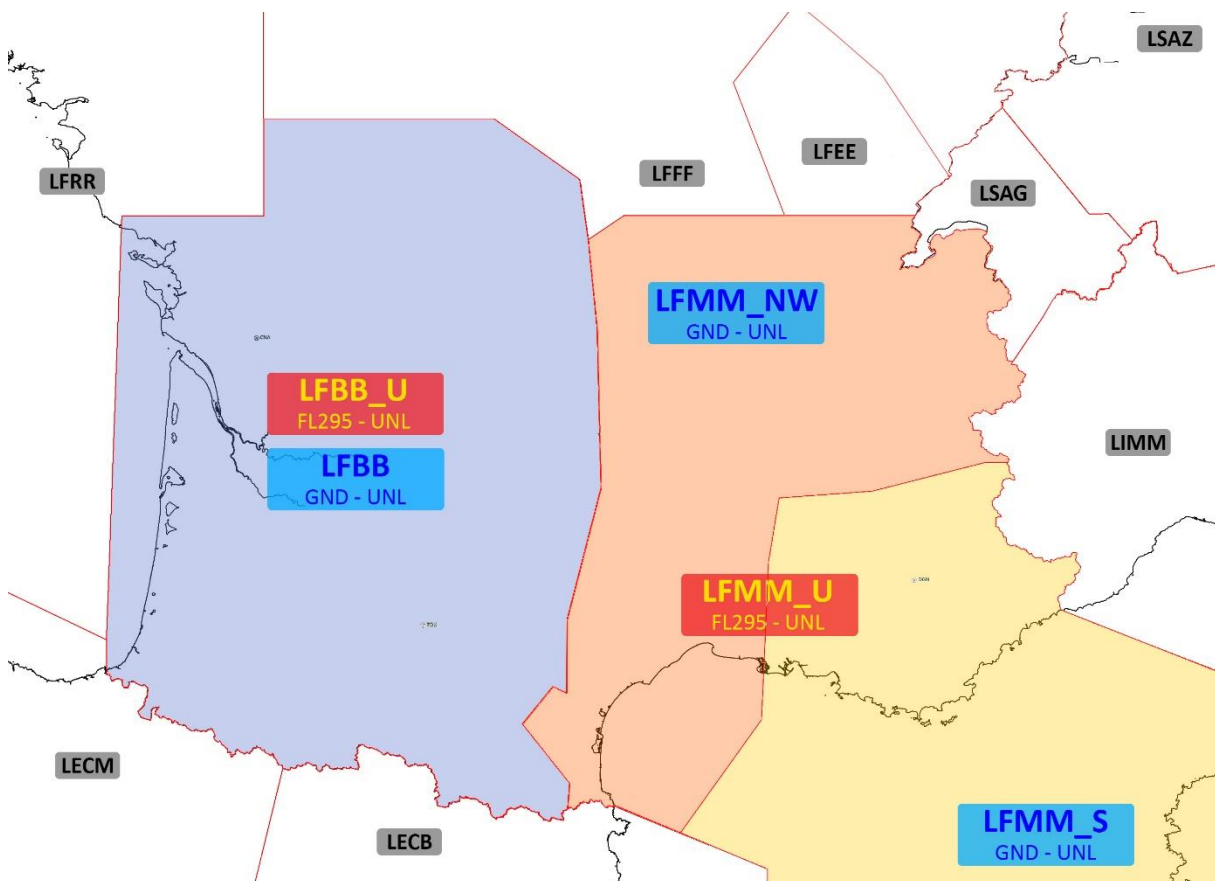 LSAZ
LFEE
LFFF
LFRR
LSAG
LFMM_NW
GND - UNL
LFBB_U
FL295 - UNL
LIMM
LFBB
GND - UNL
LFMM_U
FL295 - UNL
LECM
LFMM_S
GND - UNL
LECB